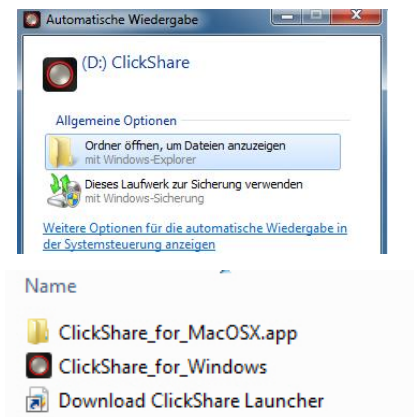 Automatische Wiedergabe
(D:) ClickShare
Allgemeine Optionen
Ordner öffnen, um Dateien anzuzeigen
mit Windows-Explorer
Dieses Laufwerk zur Sicherung verwenden
mit Windows-Sicherung
Weitere Optionen für die automatische Wiedergabe in
der Systemsteuerung anzeigen
Name
ClickShare_for_MacOSX.app
ClickShare_for_Windows
Download ClickShare Launcher